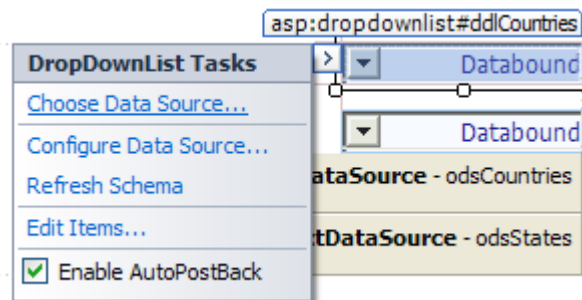 asp:dropdownlist#ddlCountries
DropDownList Tasks
Databound
Choose Data Source...
Configure Data Source...
Databound
Refresh Schema
ataSource - odsCountries
Edit Items...
tDataSource - odsStates
Enable AutoPostBack